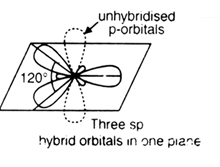 unhybridised
p-orbitals
120°
Three sp
hybrid orbitals in one plane